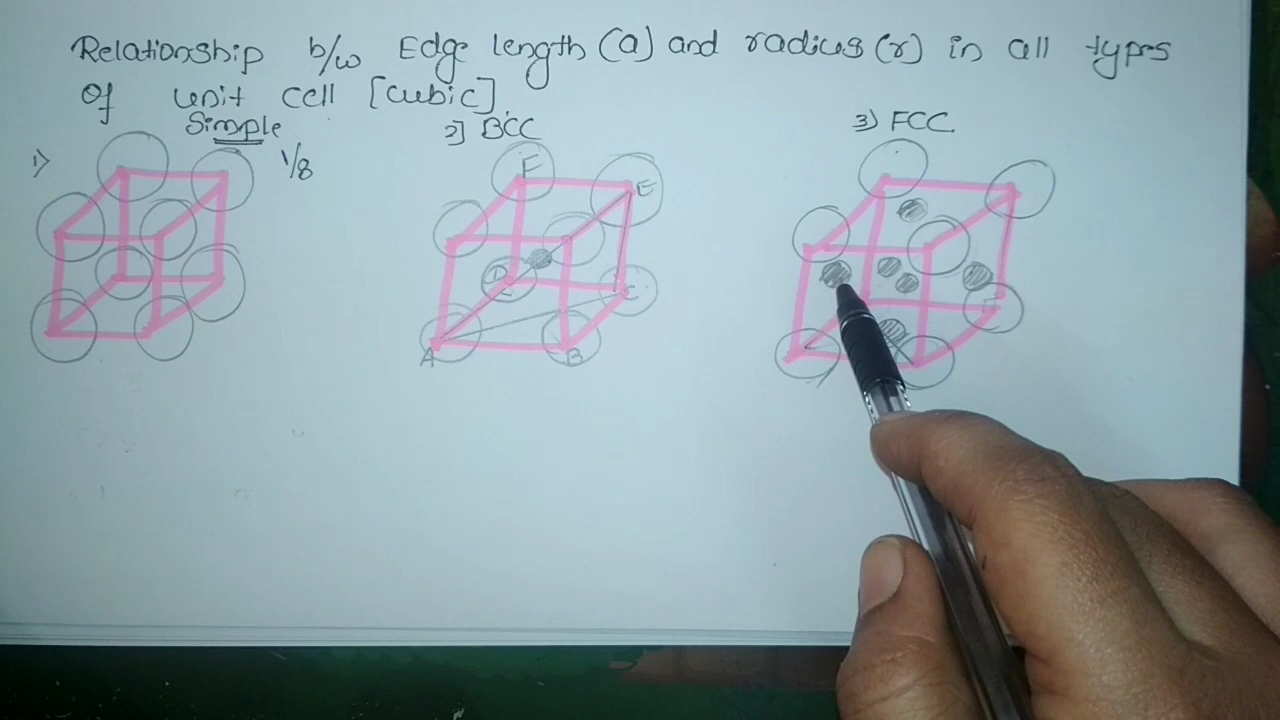 Relationship b/w Edge length (a) and radius (r) in all types
of unit cell [cubic].
1) Simple 1/8
2] BCC
3) FCC
F
E
D
C
A
B